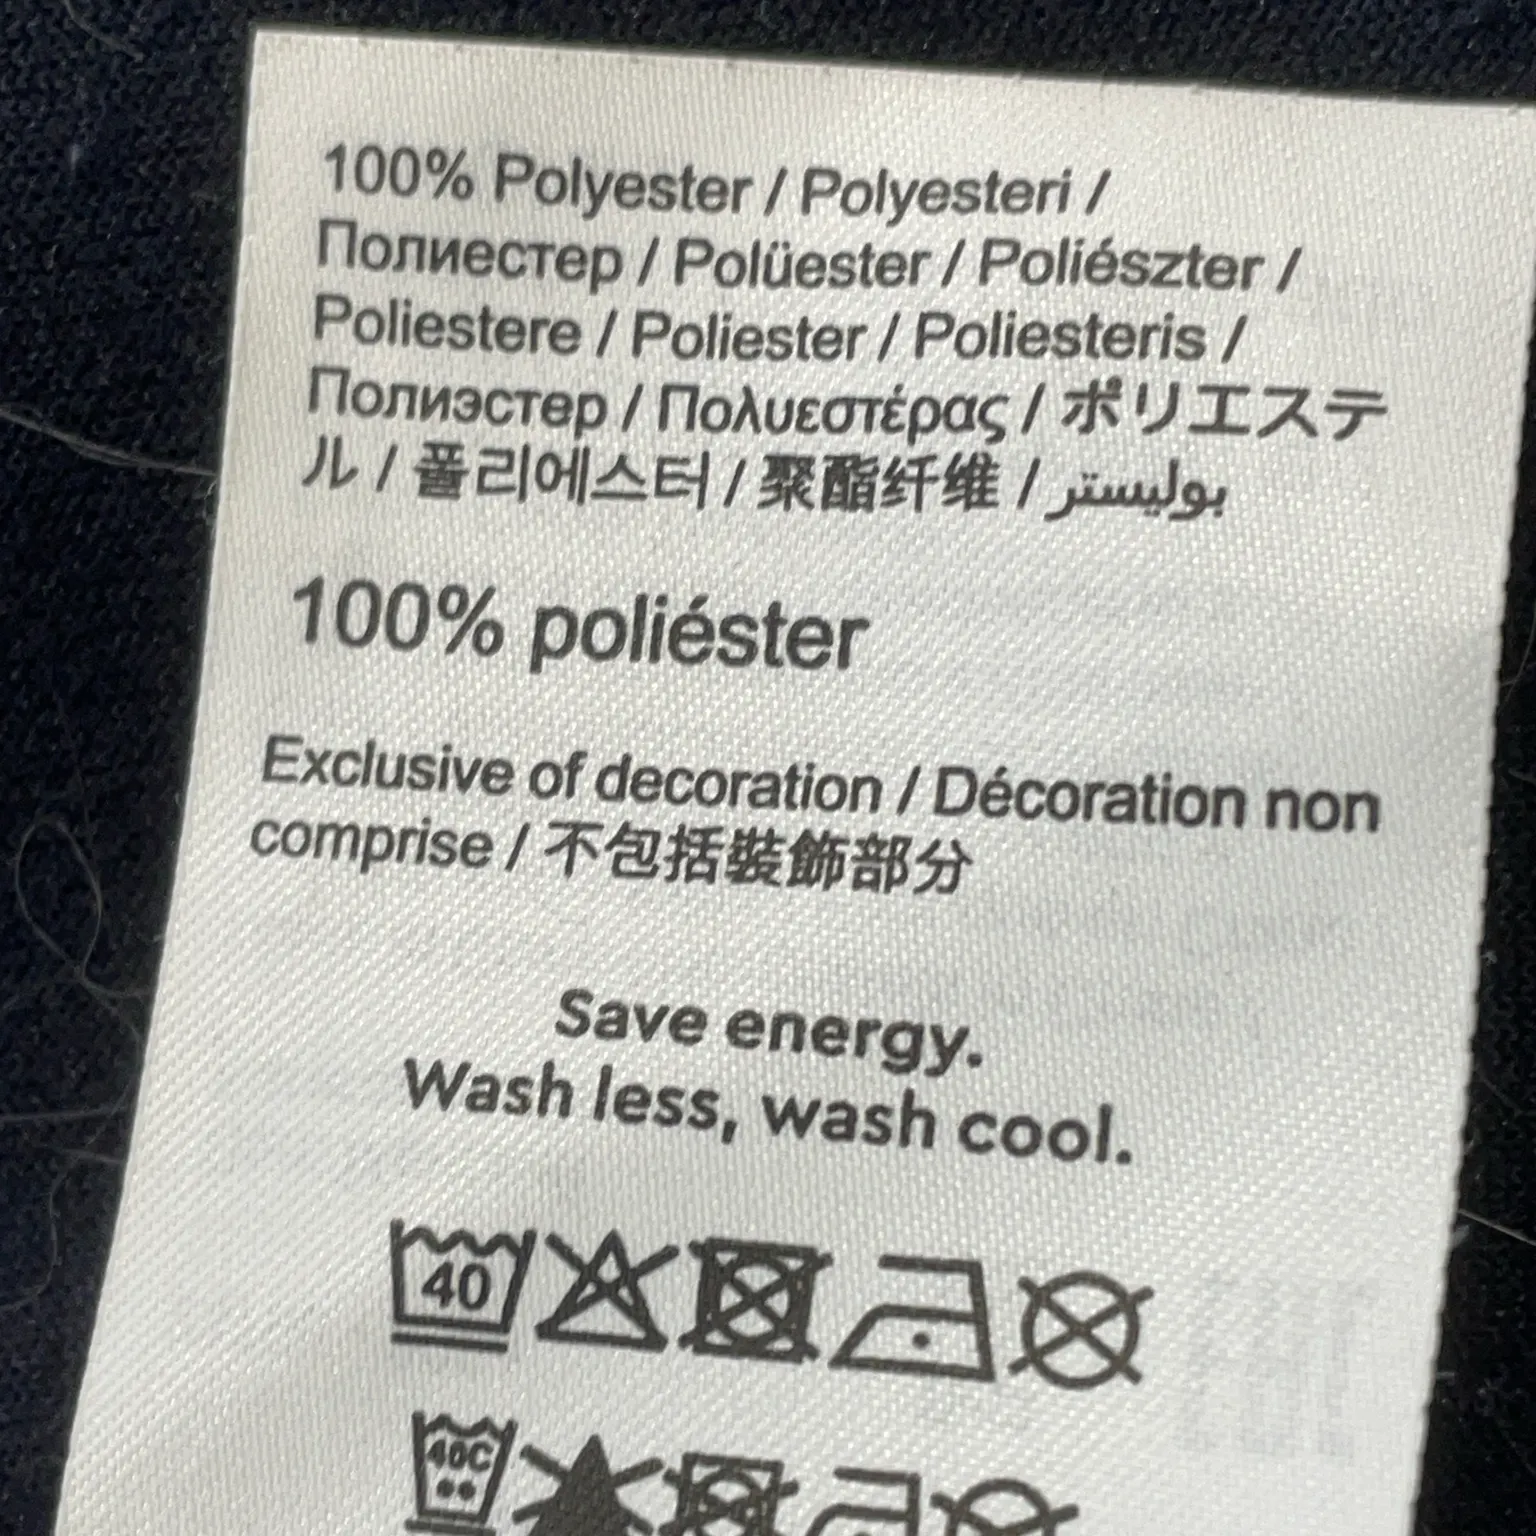 100% Polyester / Polyesteri /
Полиестер / Polüester / Poliészter /
Poliestere / Poliester / Poliesteris /
Полиэстер / Πολυεστέρας / ポリエステ
ル / 폴리에스터 / 聚酯纤维 / بوليستر
100% poliéster
Exclusive of decoration / Décoration non
comprise / 不包括裝飾部分
Save energy.
Wash less, wash cool.
40
40C